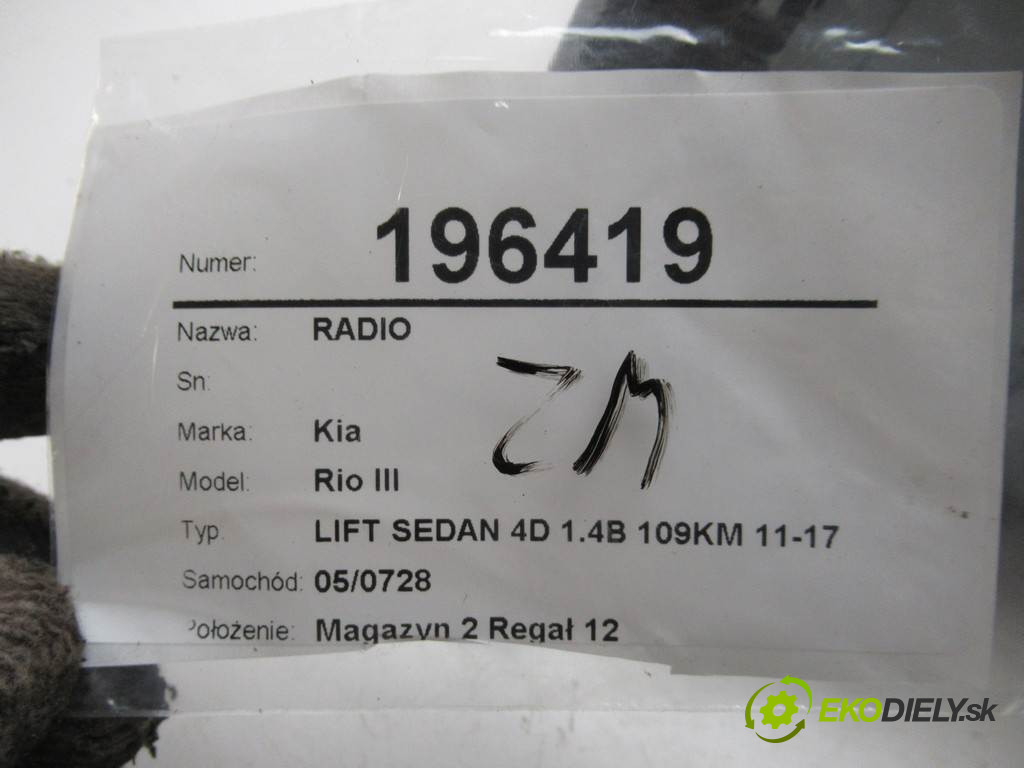 Numer: 196419
Nazwa: RADIO
Sn:
ZM
Marka: Kia
Model: Rio III
Typ: LIFT SEDAN 4D 1.4B 109KM 11-17
Samochód: 05/0728
Położenie: Magazyn 2 Regał 12
EKODIELY.sk